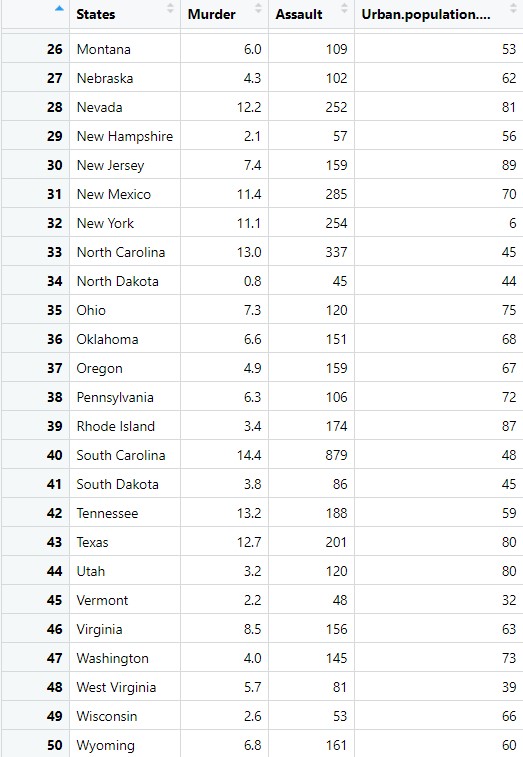 States Murder Assault Urban.population....
26 Montana 6.0 109 53
27 Nebraska 4.3 102 62
28 Nevada 12.2 252 81
29 New Hampshire 2.1 57 56
30 New Jersey 7.4 159 89
31 New Mexico 11.4 285 70
32 New York 11.1 254 6
33 North Carolina 13.0 337 45
34 North Dakota 0.8 45 44
35 Ohio 7.3 120 75
36 Oklahoma 6.6 151 68
37 Oregon 4.9 159 67
38 Pennsylvania 6.3 106 72
39 Rhode Island 3.4 174 87
40 South Carolina 14.4 879 48
41 South Dakota 3.8 86 45
42 Tennessee 13.2 188 59
43 Texas 12.7 201 80
44 Utah 3.2 120 80
45 Vermont 2.2 48 32
46 Virginia 8.5 156 63
47 Washington 4.0 145 73
48 West Virginia 5.7 81 39
49 Wisconsin 2.6 53 66
50 Wyoming 6.8 161 60